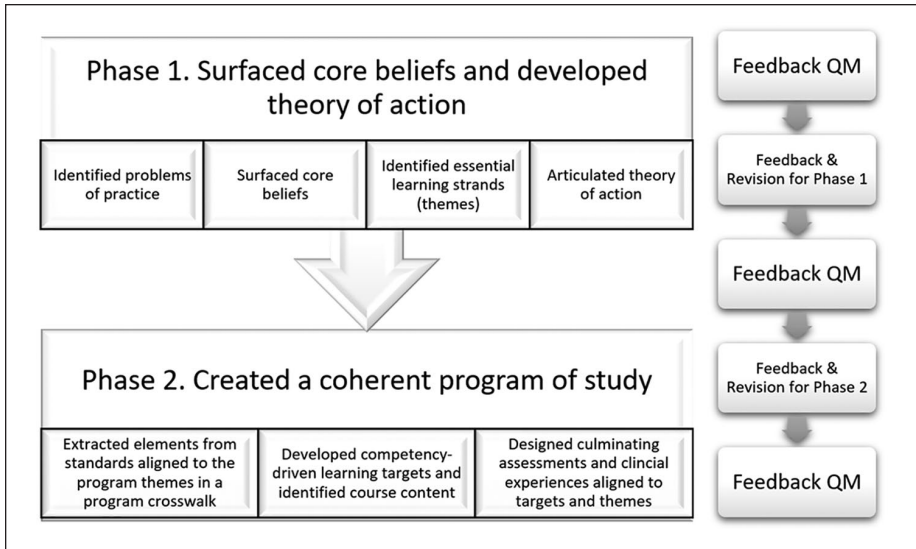 Phase 1. Surfaced core beliefs and developed
theory of action
Identified problems
of practice
Surfaced core
beliefs
Identified essential
learning strands
(themes)
Articulated theory
of action
Phase 2. Created a coherent program of study
Extracted elements from
standards aligned to the
program themes in a
program crosswalk
Developed competency-
driven learning targets and
identified course content
Designed culminating
assessments and clincial
experiences aligned to
targets and themes
Feedback QM
Feedback &
Revision for Phase 1
Feedback QM
Feedback &
Revision for Phase 2
Feedback QM